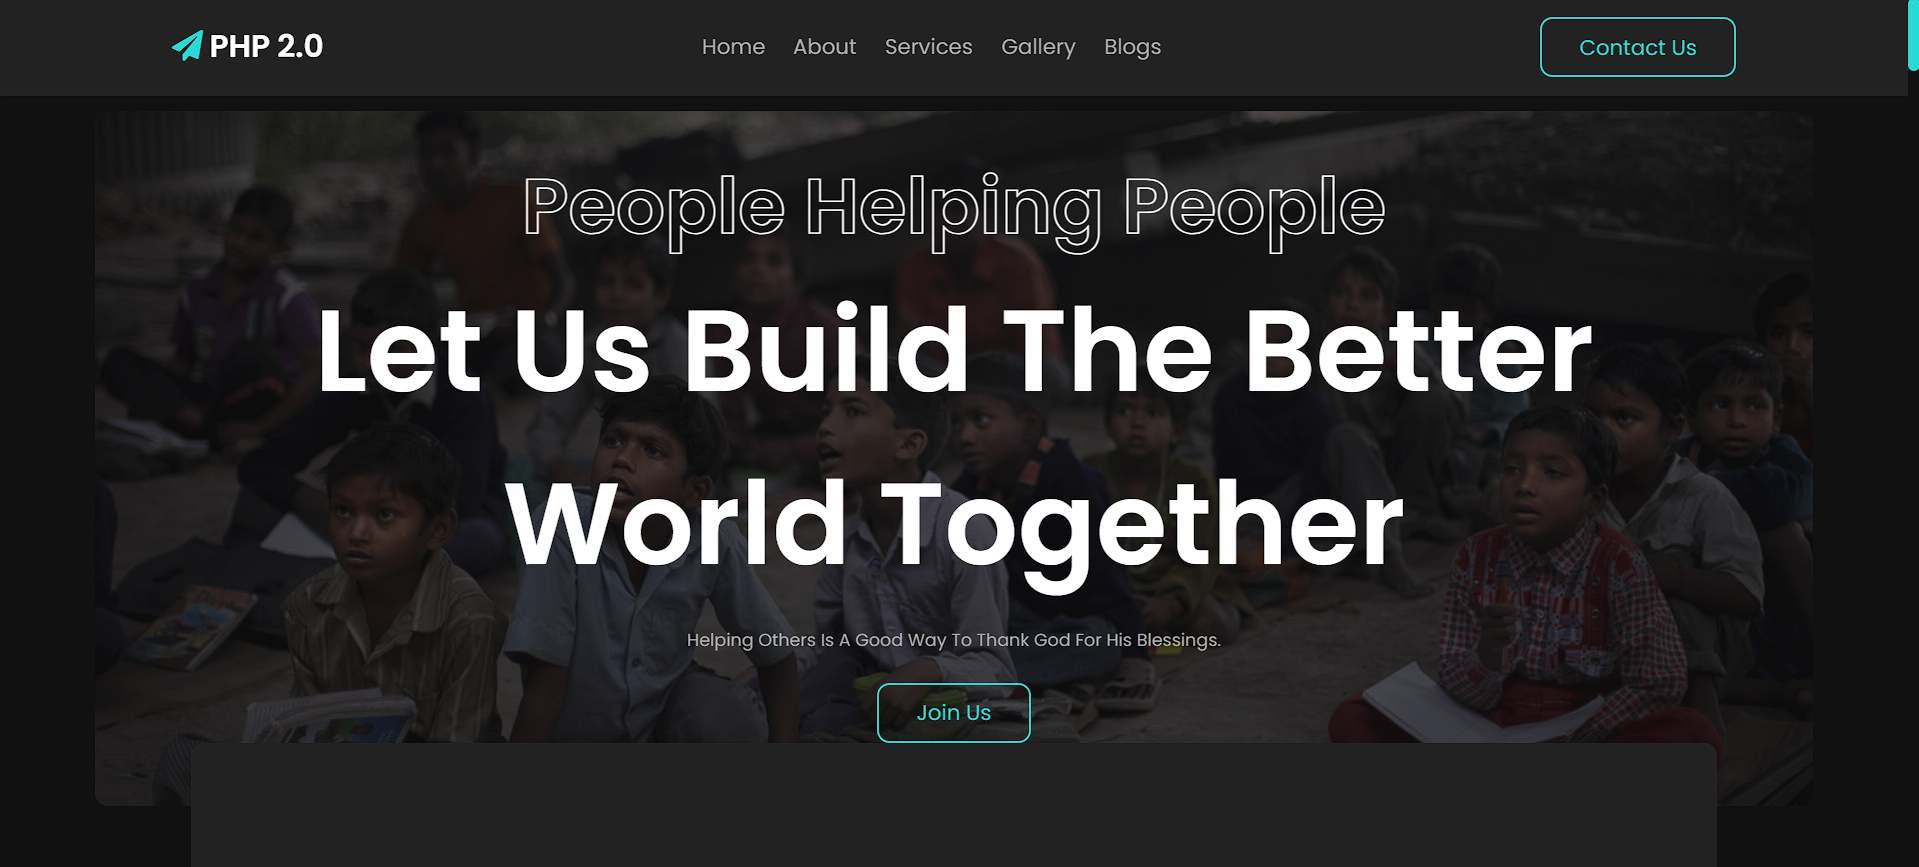 PHP 2.0
Home About Services Gallery Blogs
Contact Us
People Helping People
Let Us Build The Better
World Together
Helping Others Is A Good Way To Thank God For His Blessings.
Join Us